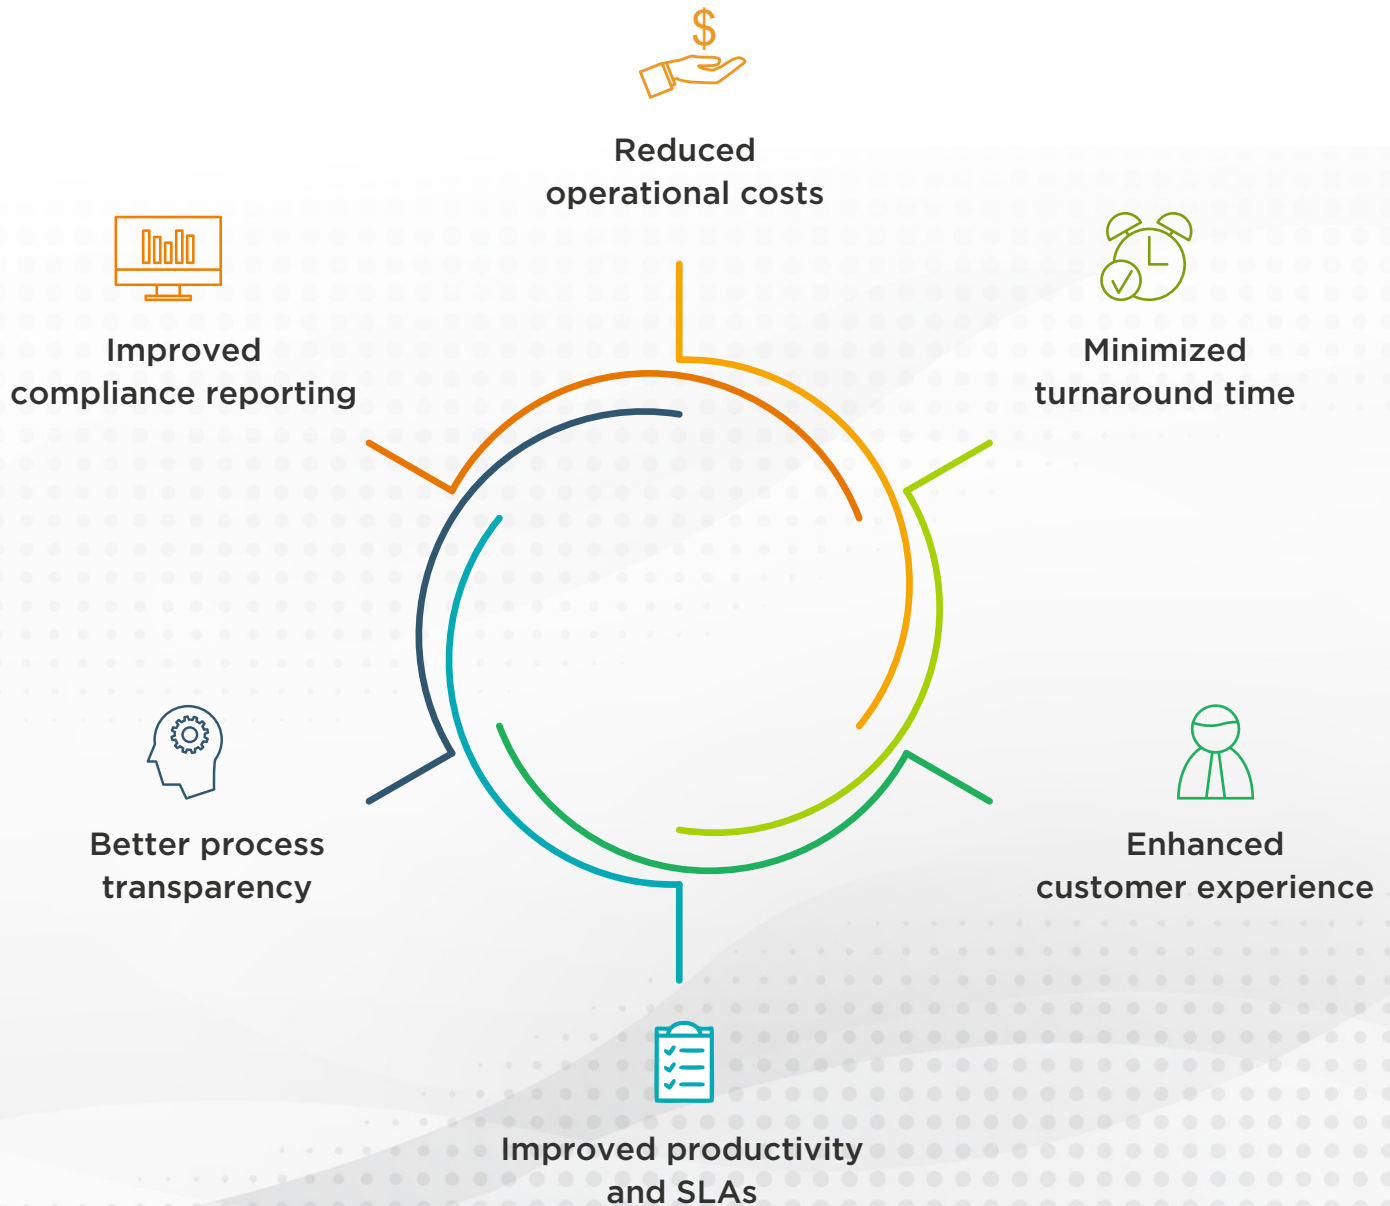 $
Reduced
operational costs
Improved
compliance reporting
Minimized
turnaround time
Better process
transparency
Enhanced
customer experience
Improved productivity
and SLAs